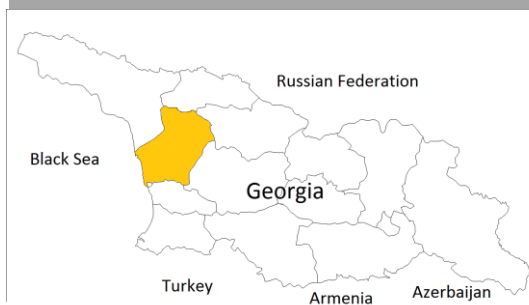 Russian Federation
Black Sea
Georgia
Turkey
Armenia
Azerbaijan